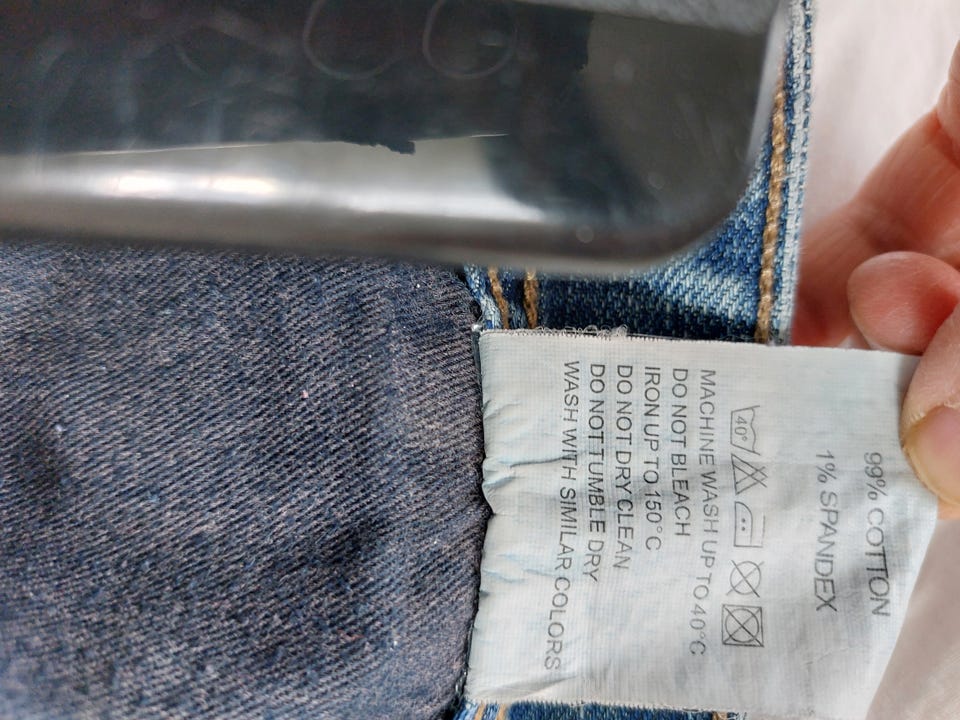 99% COTTON
1% SPANDEX
40°
MACHINE WASH UP TO 40°C
DO NOT BLEACH
IRON UP TO 150°C
DO NOT DRY CLEAN
DO NOT TUMBLE DRY
WASH WITH SIMILAR COLORS